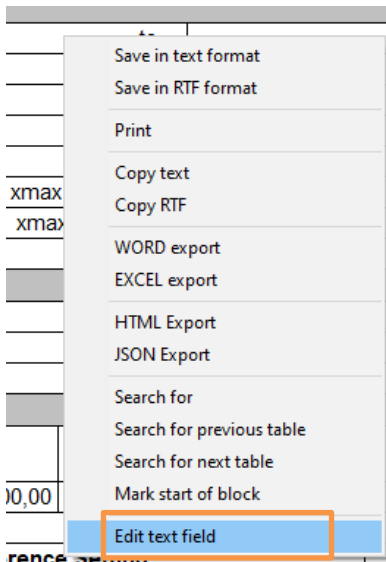 Save in text format
Save in RTF format
Print
Copy text
Copy RTF
xmax
xmax
WORD export
EXCEL export
HTML Export
JSON Export
Search for
Search for previous table
Search for next table
Mark start of block
00,00
Edit text field